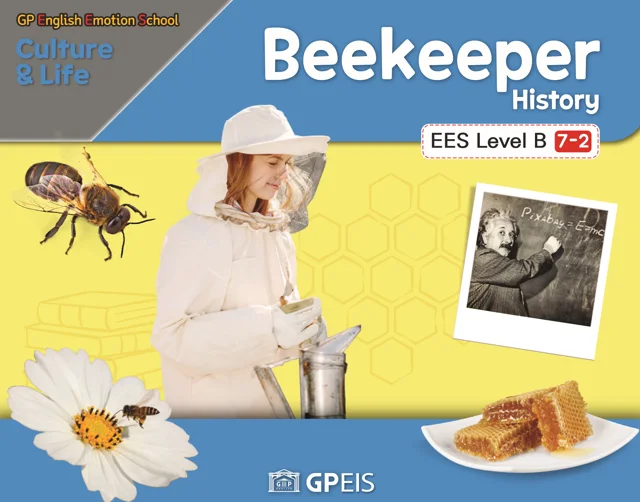 GP English Emotion School
Culture
& Life
Beekeeper
History
EES Level B 7-2
Pixabay = E=mc
GPEIS